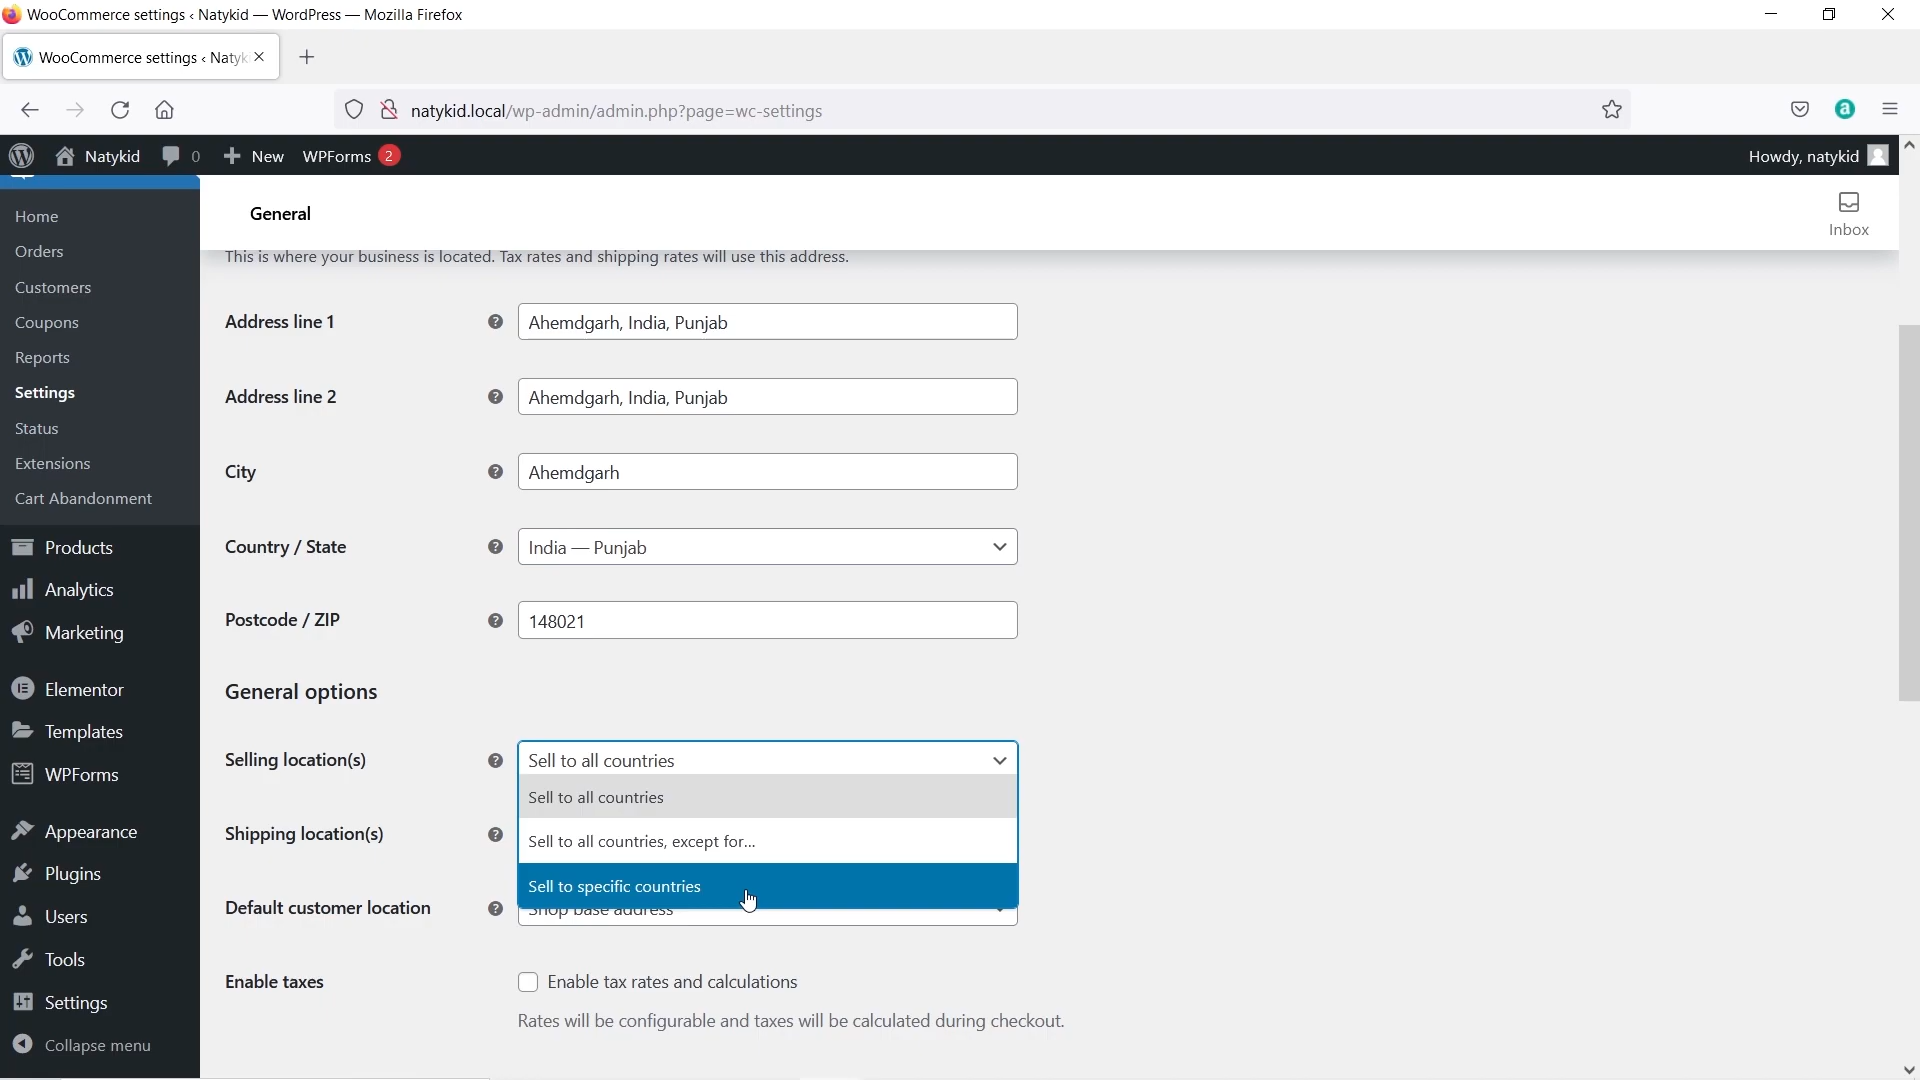 WooCommerce settings ‹ Natykid — WordPress — Mozilla Firefox
WooCommerce settings ‹ Natyk
natykid.local/wp-admin/admin.php?page=wc-settings
Natykid 0 New WPForms 2 Howdy, natykid
Home
Orders
Customers
Coupons
Reports
Settings
Status
Extensions
Cart Abandonment
Products
Analytics
Marketing
Elementor
Templates
WPForms
Appearance
Plugins
Users
Tools
Settings
Collapse menu
General
Inbox
This is where your business is located. Tax rates and shipping rates will use this address.
Address line 1 Ahemdgarh, India, Punjab
Address line 2 Ahemdgarh, India, Punjab
City Ahemdgarh
Country / State India — Punjab
Postcode / ZIP 148021
General options
Selling location(s) Sell to all countries
Sell to all countries
Shipping location(s) Sell to all countries, except for...
Sell to specific countries
Default customer location Shop base address
Enable taxes Enable tax rates and calculations
Rates will be configurable and taxes will be calculated during checkout.